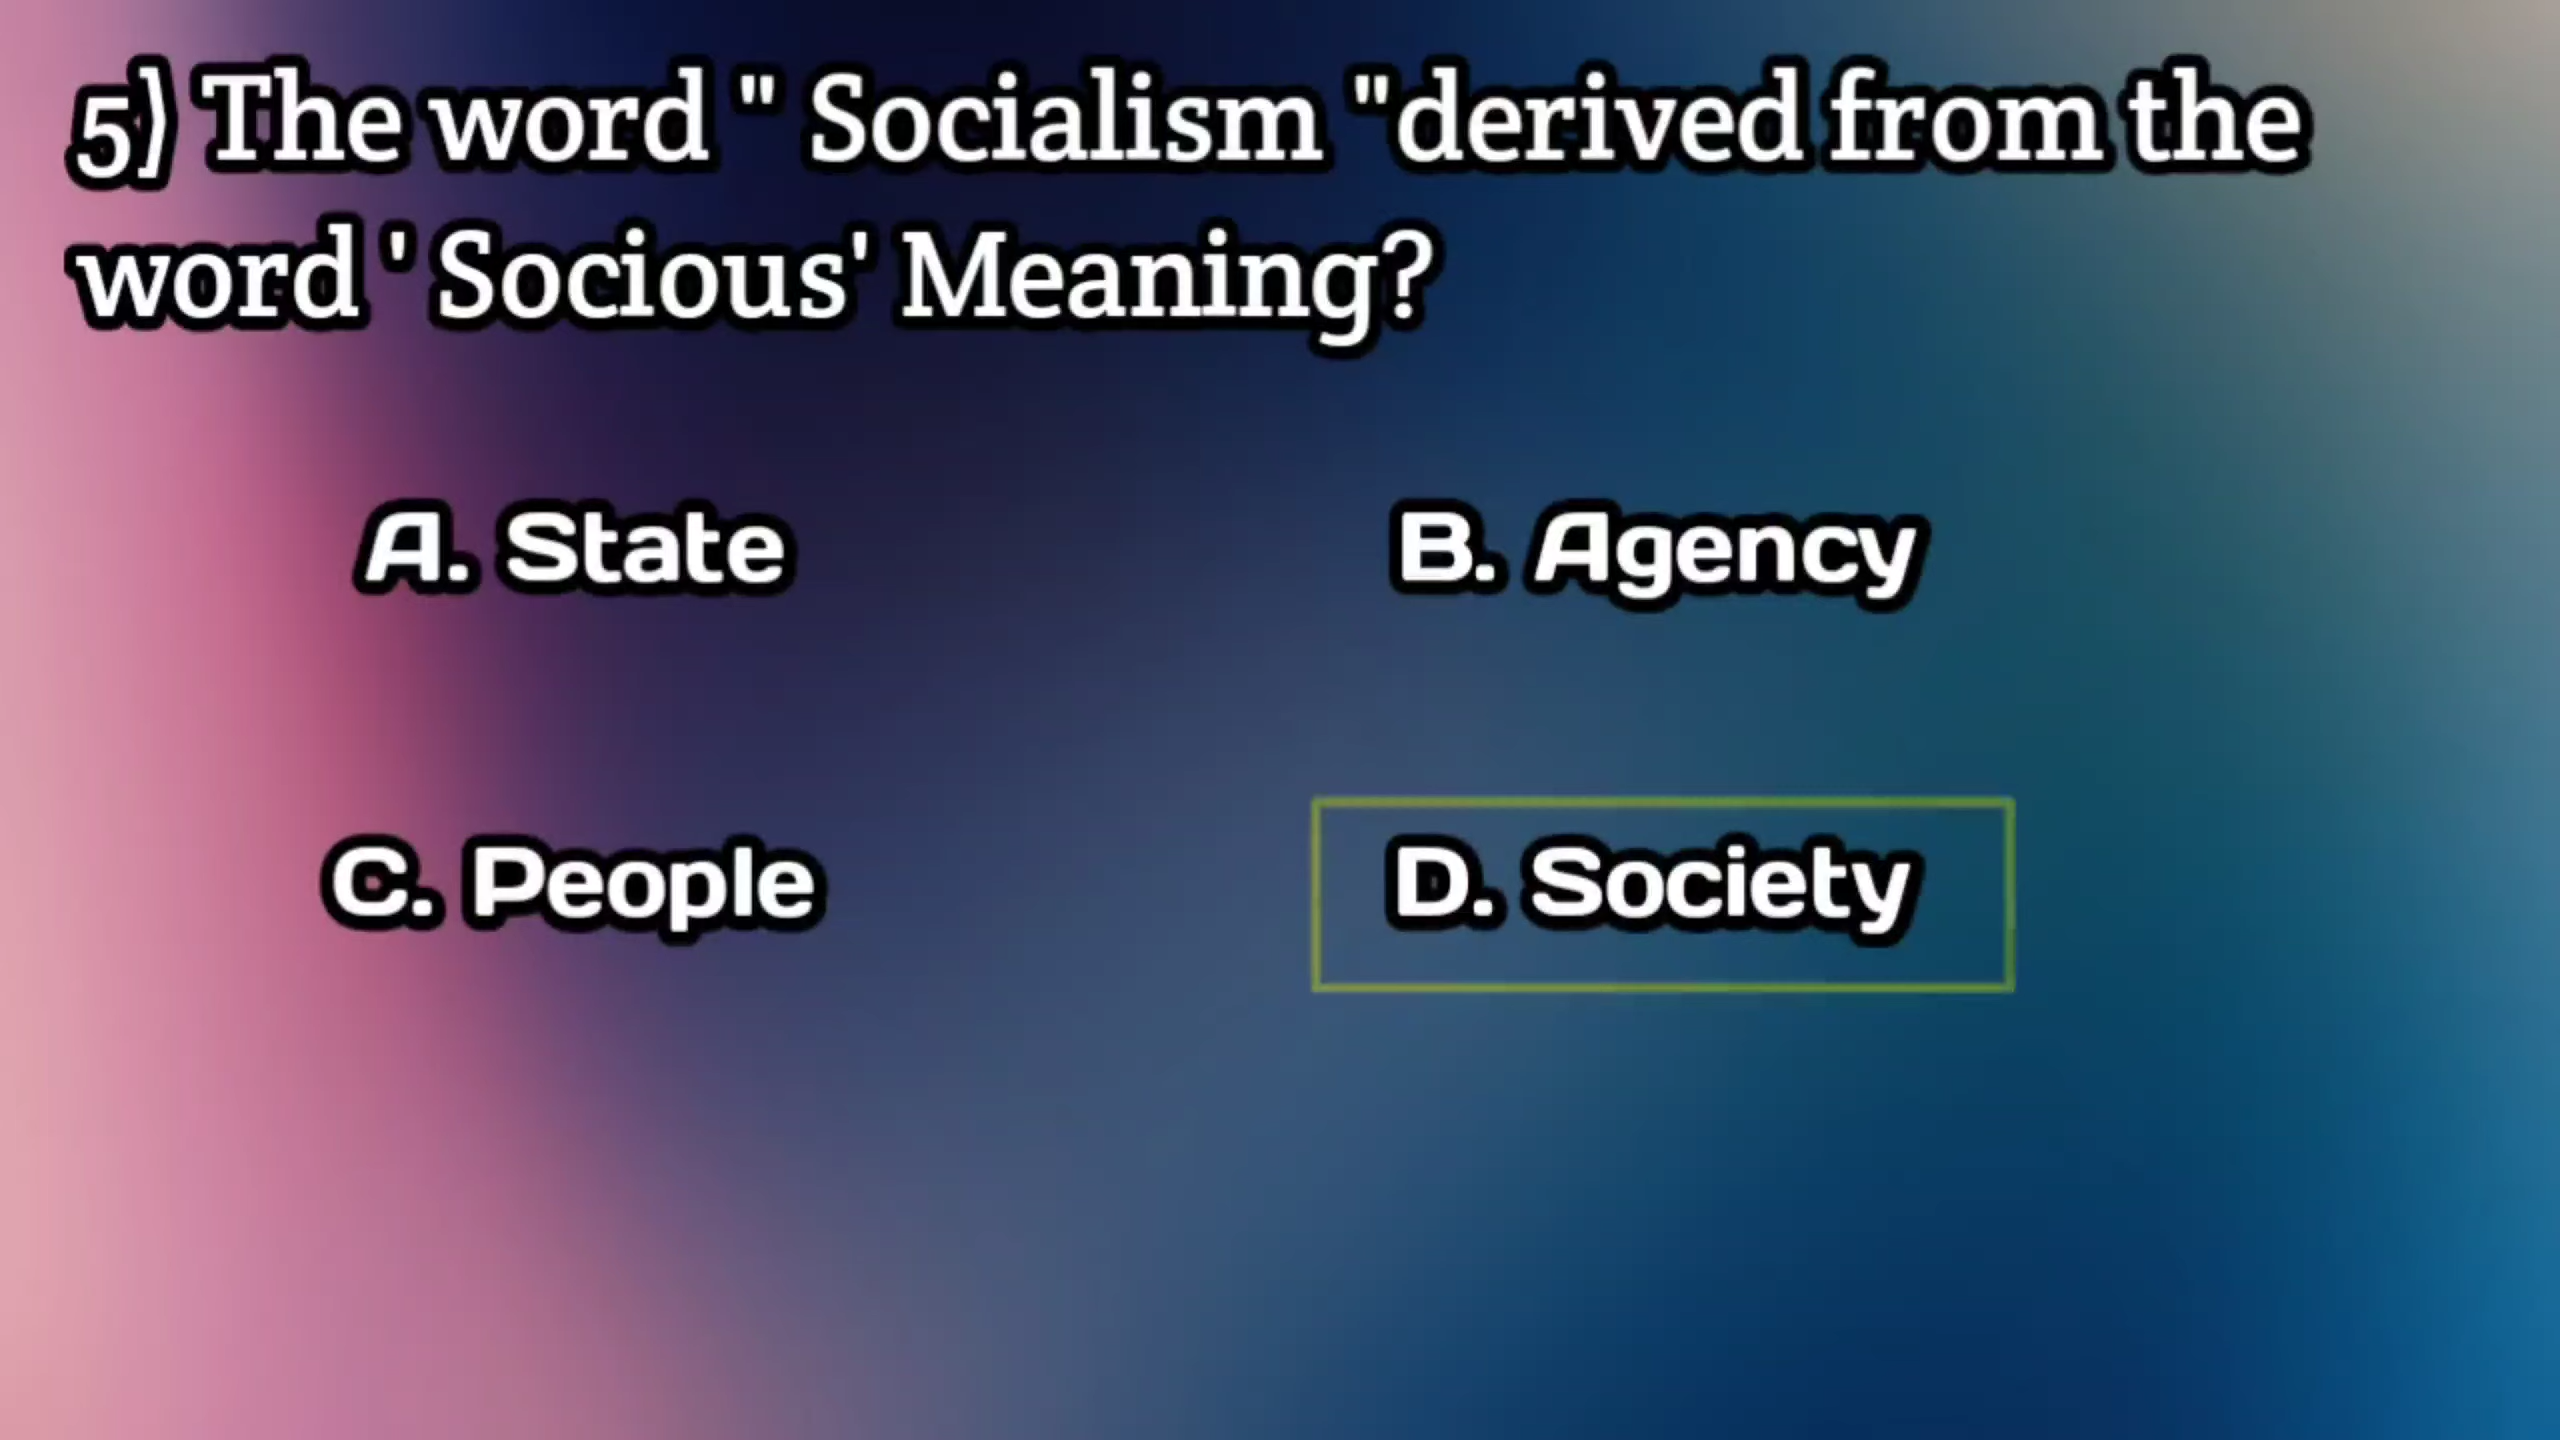 5) The word " Socialism "derived from the
word ' Socious' Meaning?
A. State
B. Agency
C. People
D. Society